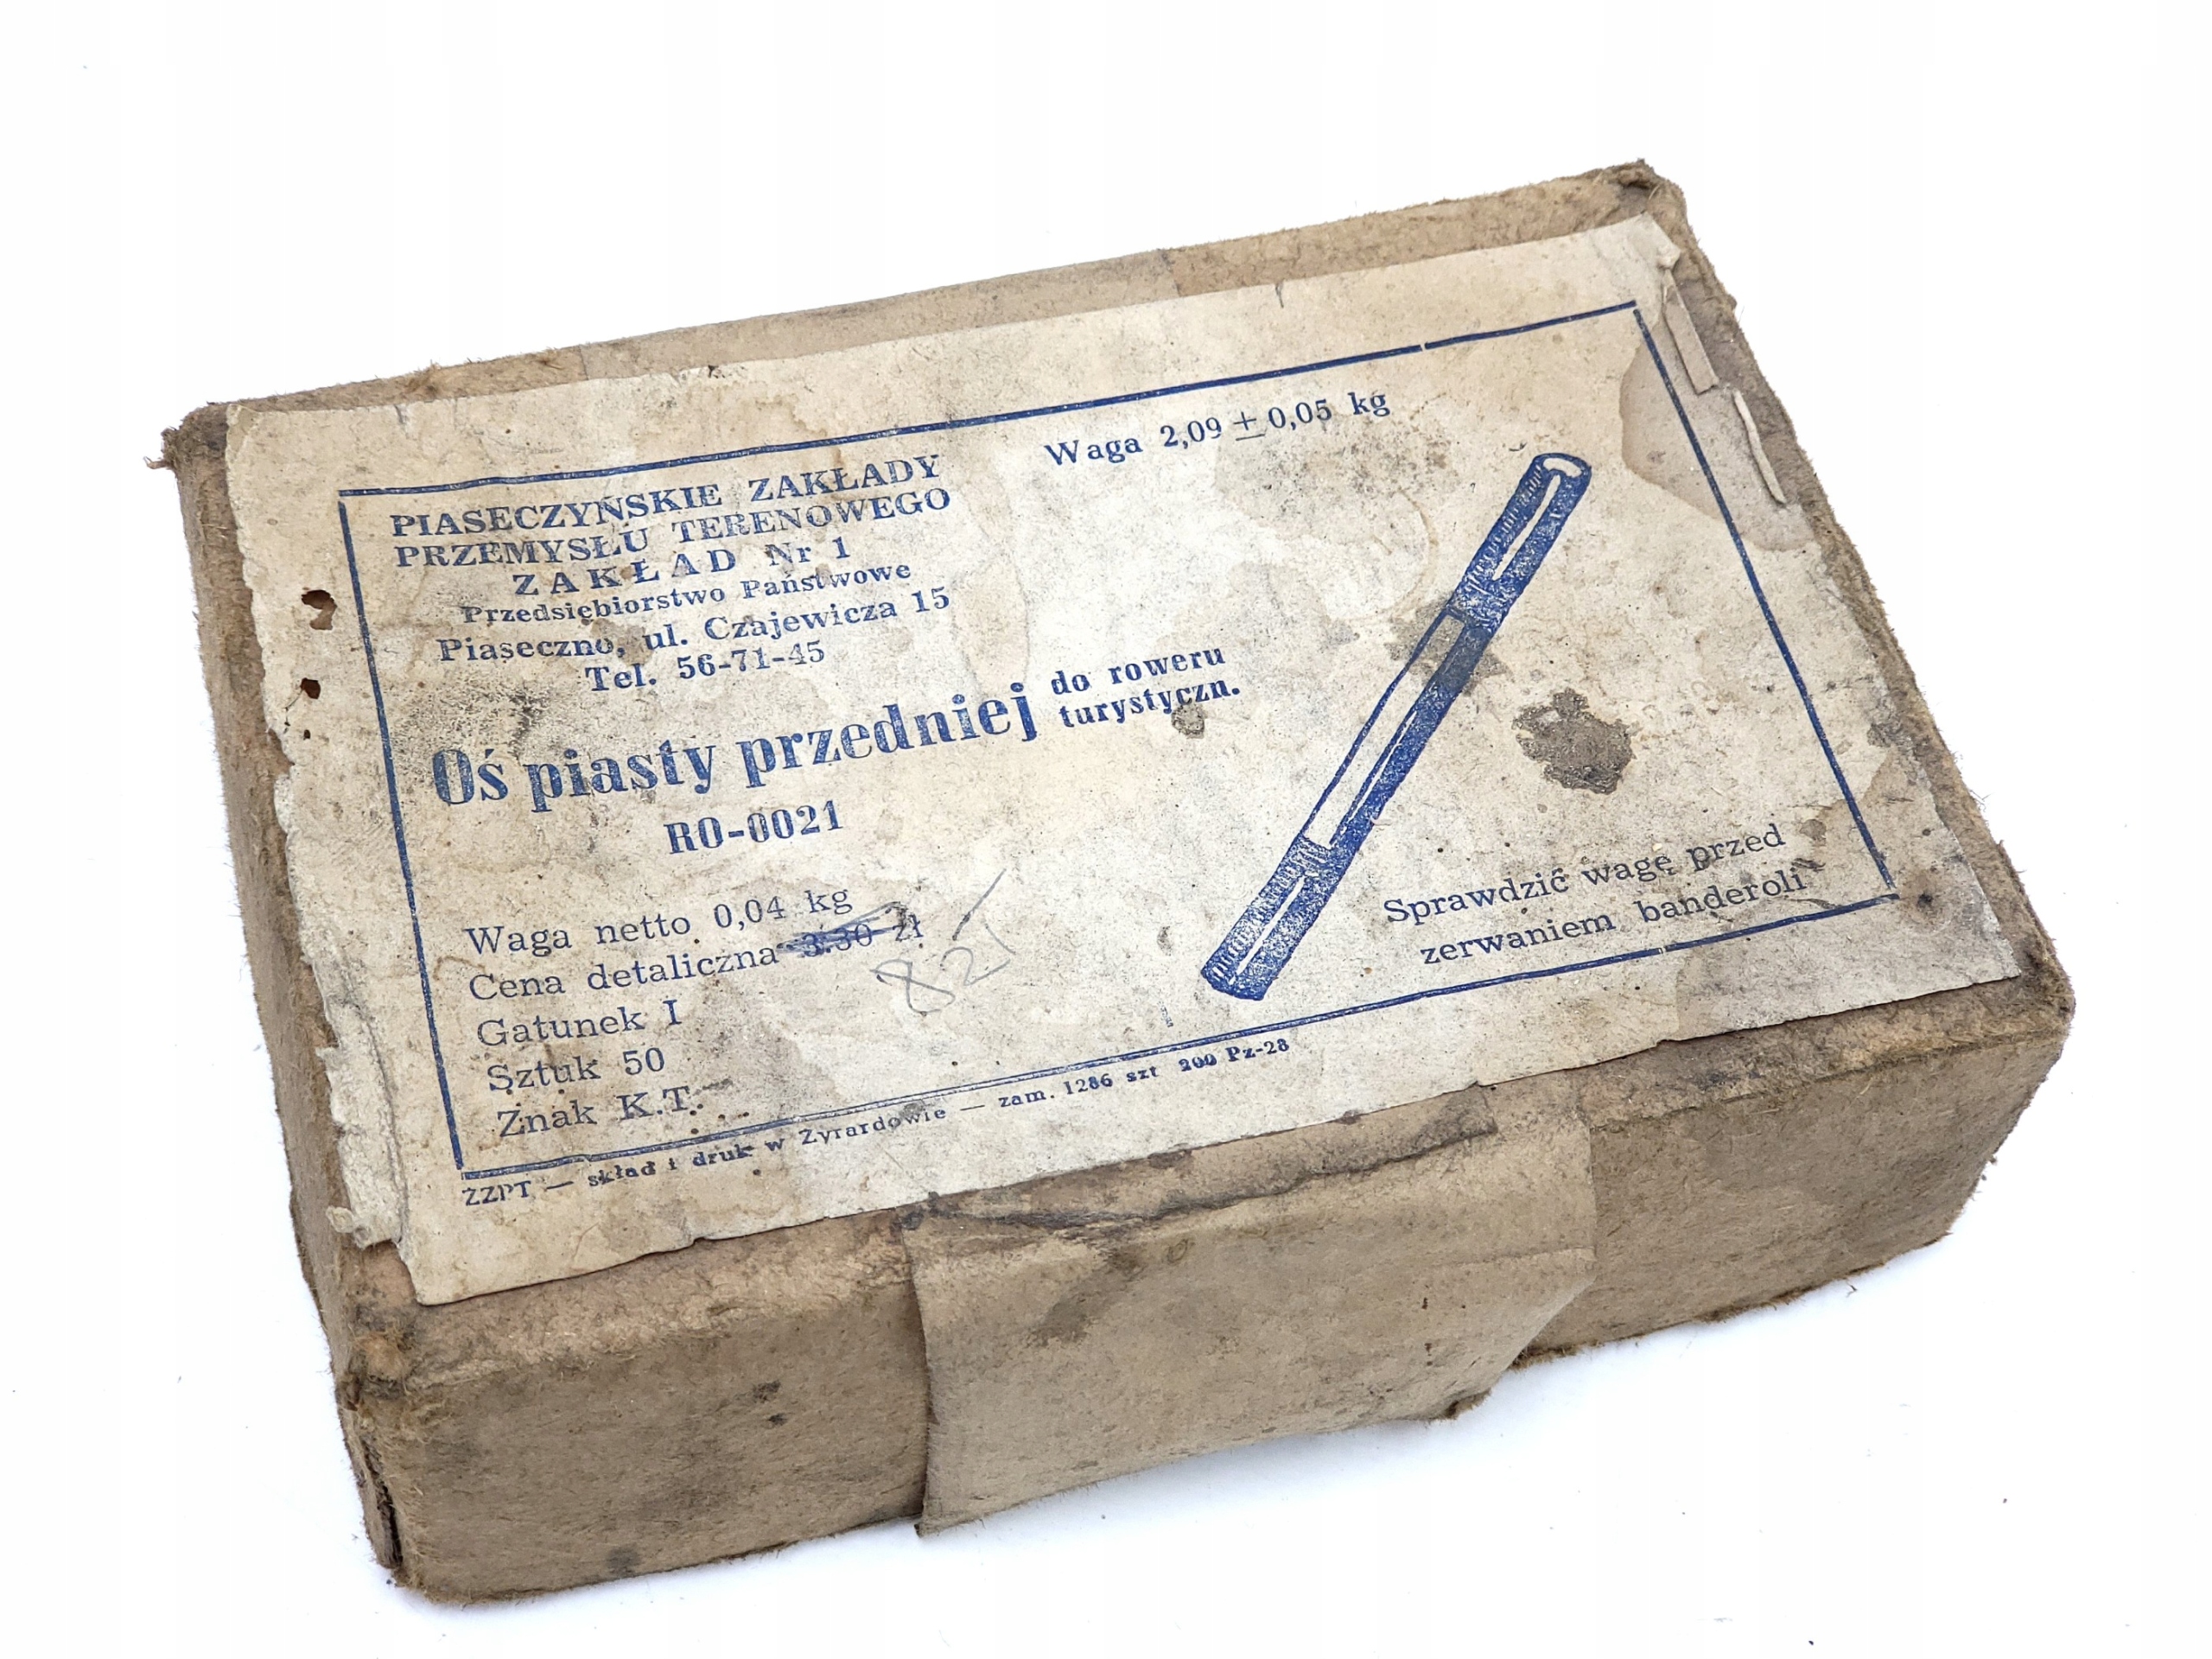 Waga 2,09 ± 0,05 kg
PIASECZYŃSKIE ZAKŁADY
PRZEMYSŁU TERENOWEGO
ZAKŁAD Nr 1
Przedsiębiorstwo Państwowe
Piaseczno, ul. Czajewicza 15
Tel. 56-71-45
Oś piasty przedniej do roweru
turystyczn.
RO-0021
Waga netto 0,04 kg
Cena detaliczna 3.30 zł
82
Gatunek I
Sztuk 50
Znak K.T.
Sprawdzić wagę przed
zerwaniem banderoli
ZZPT — skład i druk w Żyrardowie — zam. 1286 szt 200 Pz-28